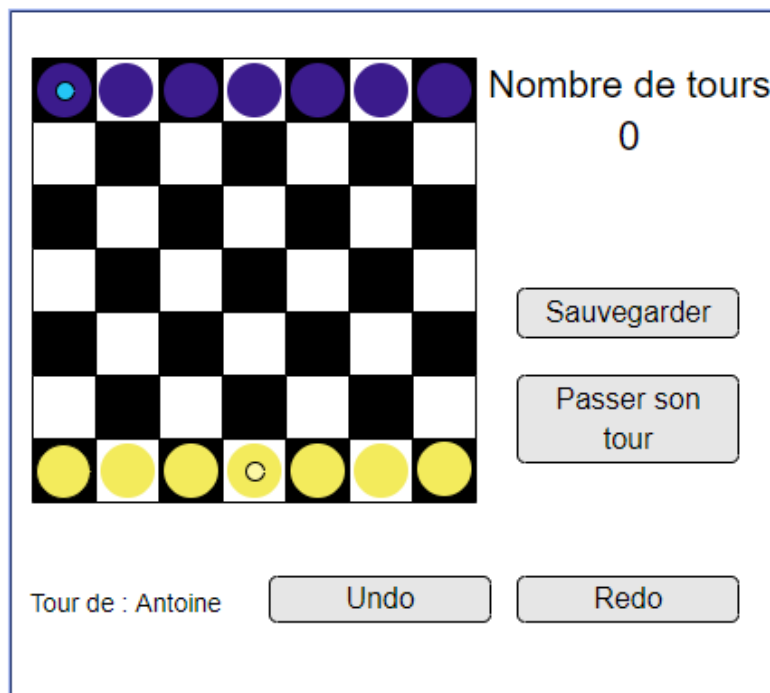 Nombre de tours
0
Sauvegarder
Passer son
tour
Tour de : Antoine
Undo
Redo